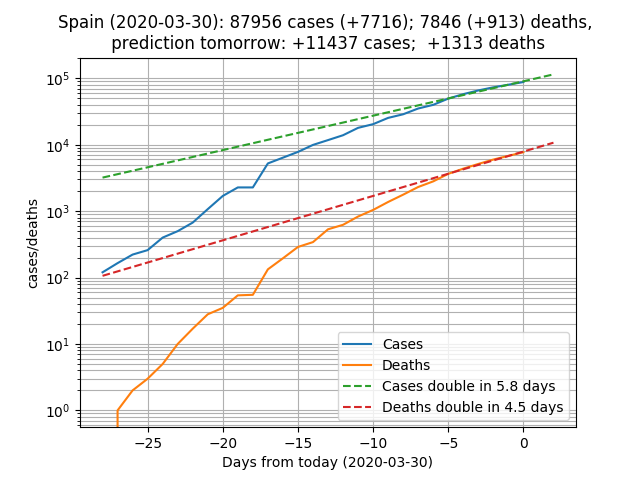 Spain (2020-03-30): 87956 cases (+7716); 7846 (+913) deaths,
prediction tomorrow: +11437 cases;  +1313 deaths
cases/deaths
10^5
10^4
10^3
10^2
10^1
10^0
−25 −20 −15 −10 −5 0
Days from today (2020-03-30)
Cases
Deaths
Cases double in 5.8 days
Deaths double in 4.5 days